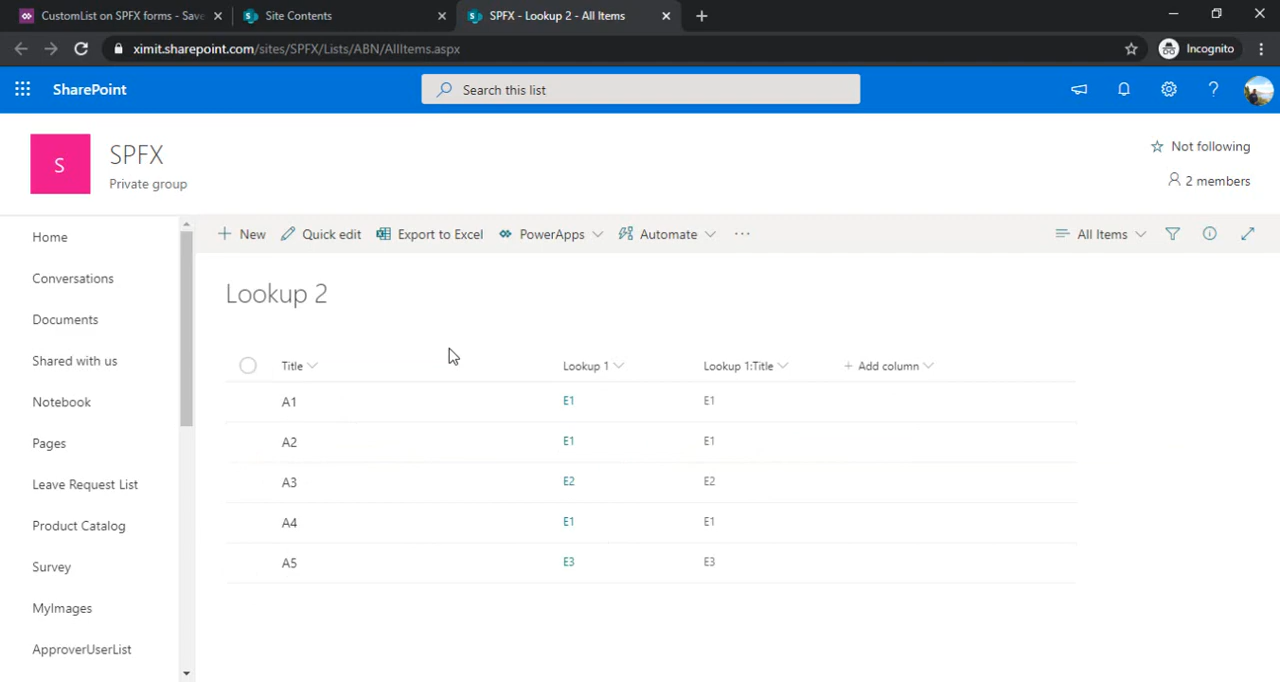 CustomList on SPFX forms - Save
Site Contents
SPFX - Lookup 2 - All Items
ximit.sharepoint.com/sites/SPFX/Lists/ABN/AllItems.aspx
Incognito
SharePoint
Search this list
?
S
SPFX
Private group
Not following
2 members
Home
Conversations
Documents
Shared with us
Notebook
Pages
Leave Request List
Product Catalog
Survey
MyImages
ApproverUserList
+ New Quick edit Export to Excel PowerApps Automate ... All Items
Lookup 2
Title Lookup 1 Lookup 1:Title + Add column
A1 E1 E1
A2 E1 E1
A3 E2 E2
A4 E1 E1
A5 E3 E3